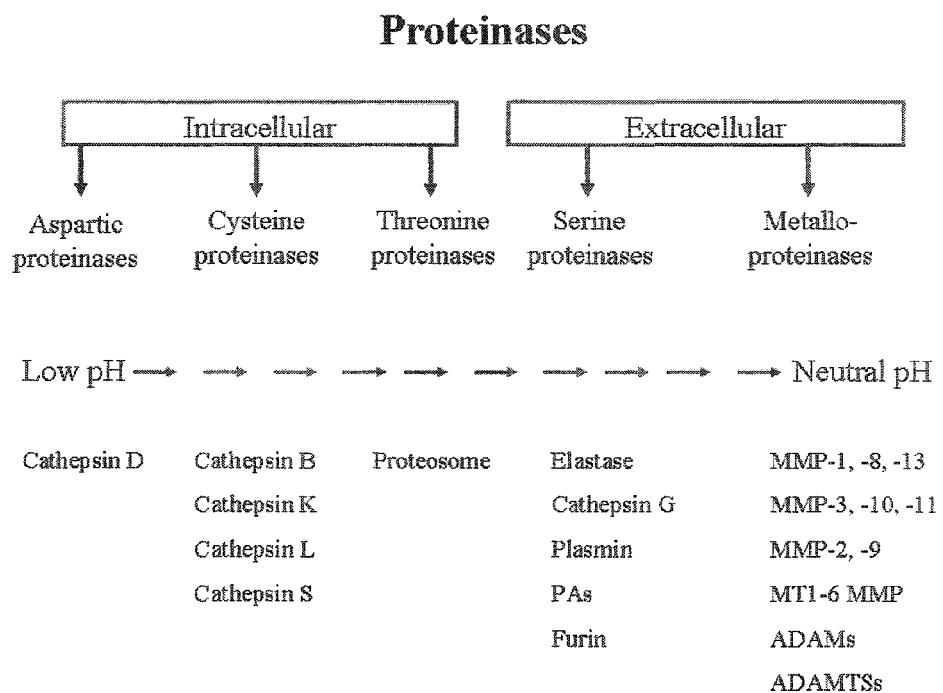 Proteinases
Intracellular
Extracellular
Aspartic
proteinases
Cysteine
proteinases
Threonine
proteinases
Serine
proteinases
Metallo-
proteinases
Low pH
Neutral pH
Cathepsin D
Cathepsin B
Cathepsin K
Cathepsin L
Cathepsin S
Proteosome
Elastase
Cathepsin G
Plasmin
PAs
Furin
MMP-1, -8, -13
MMP-3, -10, -11
MMP-2, -9
MT1-6 MMP
ADAMs
ADAMTSs